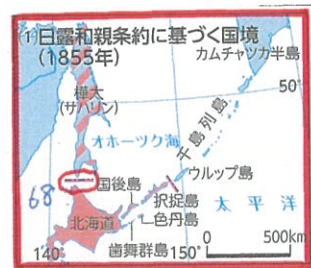 (1)日露和親条約に基づく国境
(1855年)
カムチャツカ半島
50°
樺太
(サハリン)
オホーツク海
千島列島
ウルップ島
68
国後島
択捉島
色丹島
太平洋
北海道
歯舞群島
140°
150°
0
500km